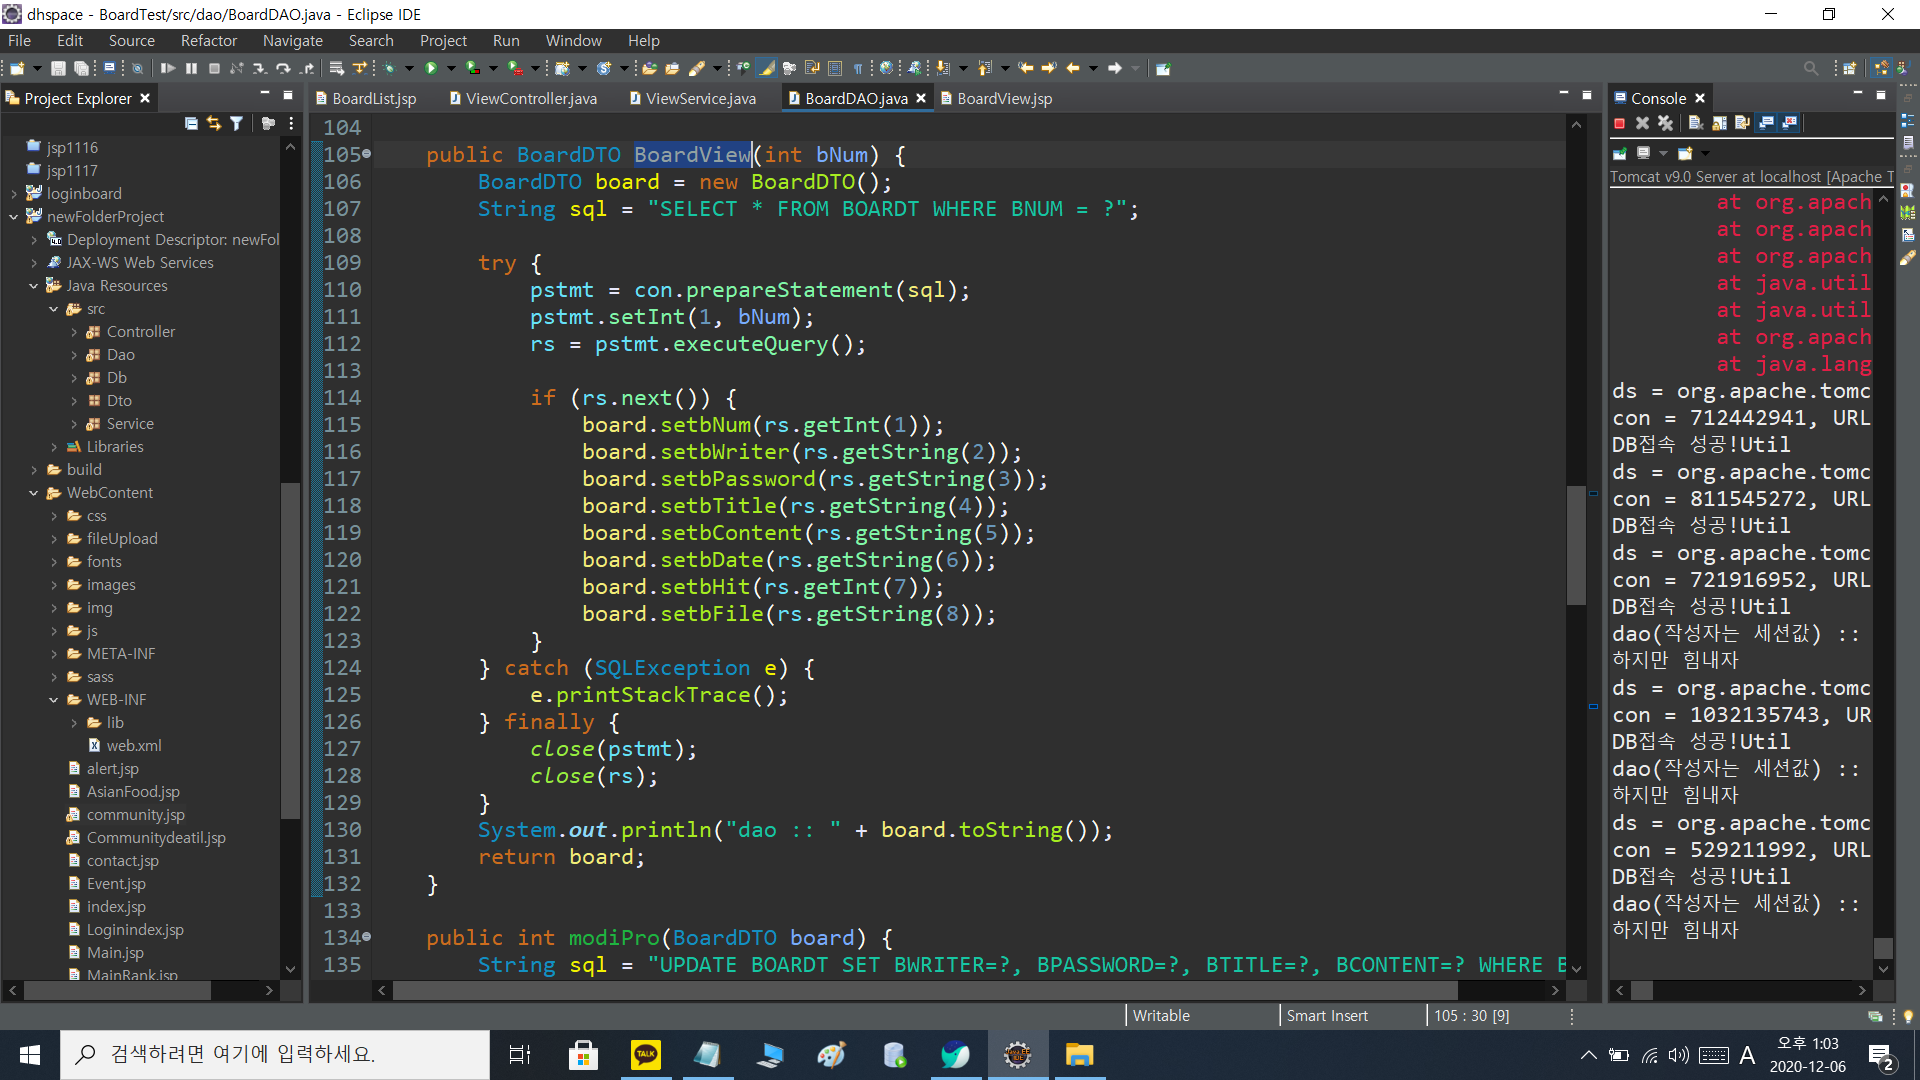 dhspace - BoardTest/src/dao/BoardDAO.java - Eclipse IDE
File Edit Source Refactor Navigate Search Project Run Window Help
Project Explorer
jsp1116
jsp1117
loginboard
newFolderProject
Deployment Descriptor: newFol
JAX-WS Web Services
Java Resources
src
Controller
Dao
Db
Dto
Service
Libraries
build
WebContent
css
fileUpload
fonts
images
img
js
META-INF
sass
WEB-INF
lib
web.xml
alert.jsp
AsianFood.jsp
community.jsp
Communitydeatil.jsp
contact.jsp
Event.jsp
index.jsp
Loginindex.jsp
Main.jsp
MainRank.jsp
BoardList.jsp ViewController.java ViewService.java BoardDAO.java BoardView.jsp
104
105 public BoardDTO BoardView(int bNum) {
106 BoardDTO board = new BoardDTO();
107 String sql = "SELECT * FROM BOARDT WHERE BNUM = ?";
108
109 try {
110 pstmt = con.prepareStatement(sql);
111 pstmt.setInt(1, bNum);
112 rs = pstmt.executeQuery();
113
114 if (rs.next()) {
115 board.setbNum(rs.getInt(1));
116 board.setbWriter(rs.getString(2));
117 board.setbPassword(rs.getString(3));
118 board.setbTitle(rs.getString(4));
119 board.setbContent(rs.getString(5));
120 board.setbDate(rs.getString(6));
121 board.setbHit(rs.getInt(7));
122 board.setbFile(rs.getString(8));
123 }
124 } catch (SQLException e) {
125 e.printStackTrace();
126 } finally {
127 close(pstmt);
128 close(rs);
129 }
130 System.out.println("dao :: " + board.toString());
131 return board;
132 }
133
134 public int modiPro(BoardDTO board) {
135 String sql = "UPDATE BOARDT SET BWRITER=?, BPASSWORD=?, BTITLE=?, BCONTENT=? WHERE B
Console
Tomcat v9.0 Server at localhost [Apache T
at org.apach
at org.apach
at org.apach
at java.util
at java.util
at org.apach
at java.lang
ds = org.apache.tomc
con = 712442941, URL
DB접속 성공!Util
ds = org.apache.tomc
con = 811545272, URL
DB접속 성공!Util
ds = org.apache.tomc
con = 721916952, URL
DB접속 성공!Util
dao(작성자는 세션값) ::
하지만 힘내자
ds = org.apache.tomc
con = 1032135743, UR
DB접속 성공!Util
dao(작성자는 세션값) ::
하지만 힘내자
ds = org.apache.tomc
con = 529211992, URL
DB접속 성공!Util
dao(작성자는 세션값) ::
하지만 힘내자
Writable Smart Insert 105 : 30 [9]
검색하려면 여기에 입력하세요.
TALK
A
오후 1:03
2020-12-06
2